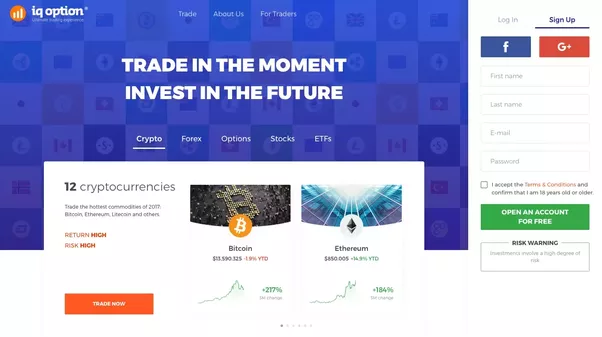 iq option
Ultimate trading experience
Trade
About Us
For Traders
Log In
Sign Up
TRADE IN THE MOMENT
INVEST IN THE FUTURE
Crypto
Forex
Options
Stocks
ETFs
12 cryptocurrencies
Trade the hottest commodities of 2017:
Bitcoin, Ethereum, Litecoin and others.
RETURN HIGH
RISK HIGH
TRADE NOW
Bitcoin
$13,590.325 -1.9% YTD
+217%
3M change
Ethereum
$850.005 +14.9% YTD
+184%
3M change
f
G+
First name
Last name
E-mail
Password
I accept the Terms & Conditions and
confirm that I am 18 years old or older.
OPEN AN ACCOUNT
FOR FREE
RISK WARNING
Investments involve a high degree of
risk